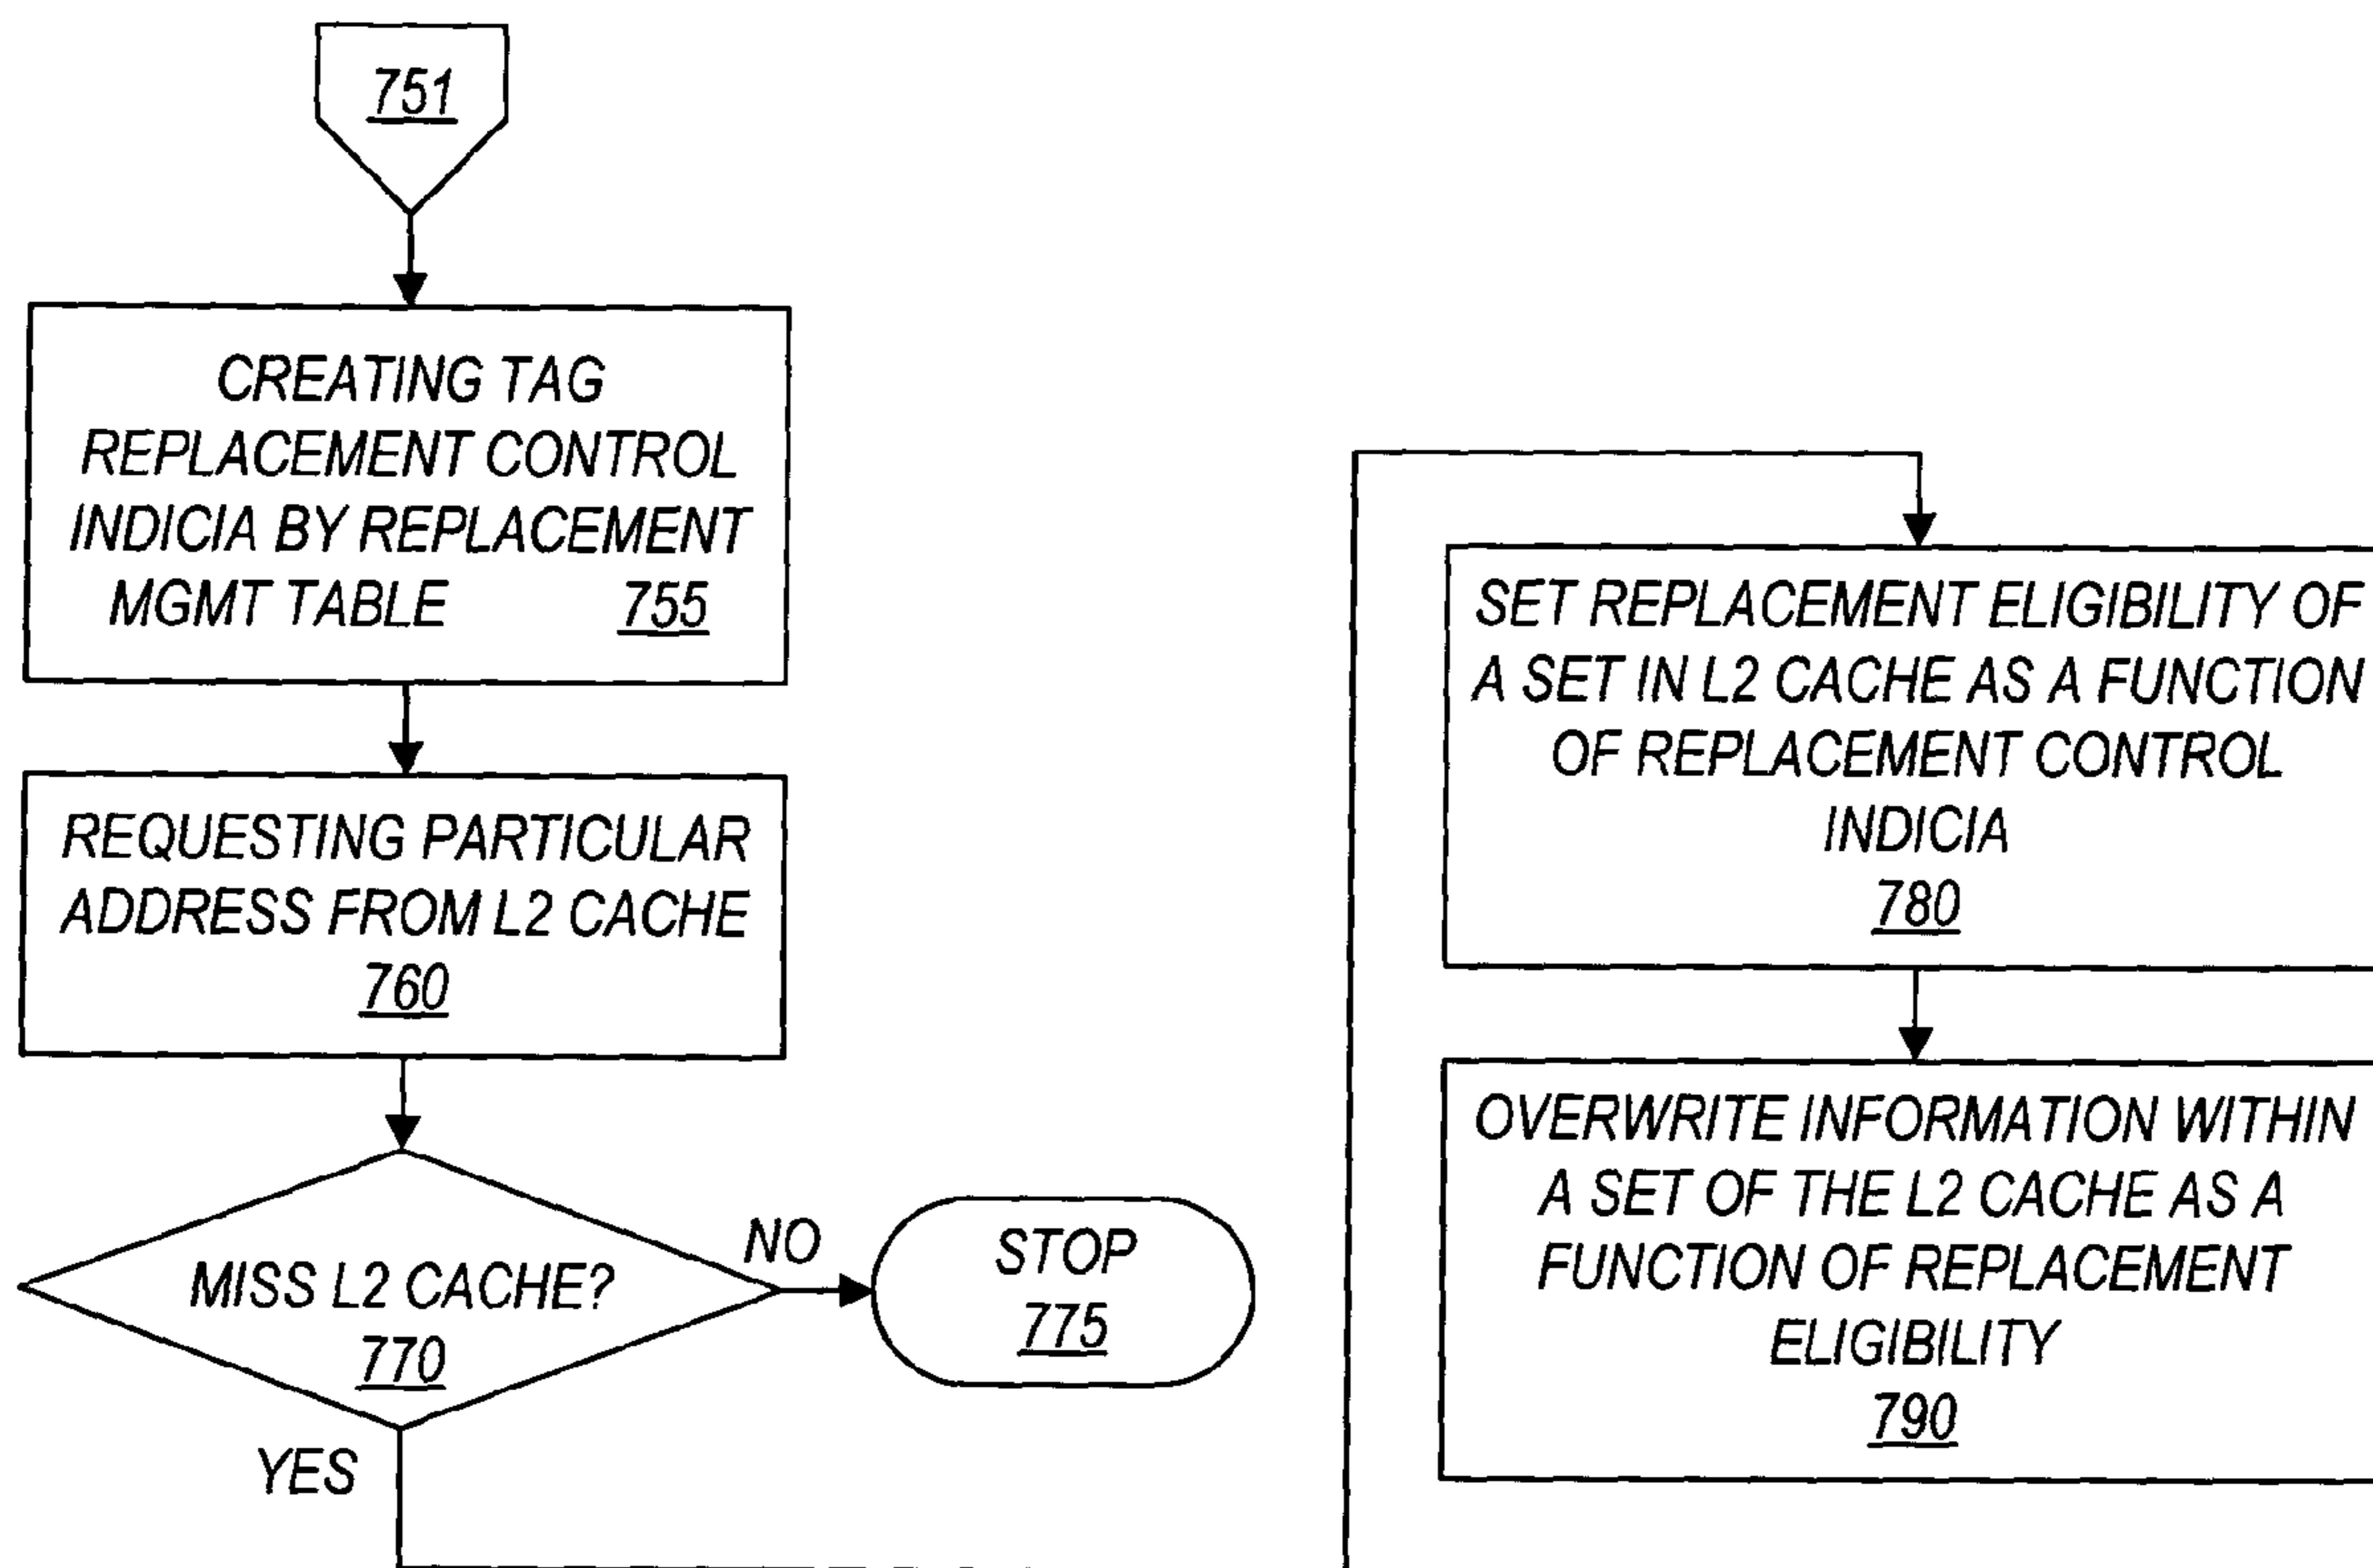 751
CREATING TAG
REPLACEMENT CONTROL
INDICIA BY REPLACEMENT
MGMT TABLE 755
REQUESTING PARTICULAR
ADDRESS FROM L2 CACHE
760
MISS L2 CACHE?
770
NO
STOP
775
YES
SET REPLACEMENT ELIGIBILITY OF
A SET IN L2 CACHE AS A FUNCTION
OF REPLACEMENT CONTROL
INDICIA
780
OVERWRITE INFORMATION WITHIN
A SET OF THE L2 CACHE AS A
FUNCTION OF REPLACEMENT
ELIGIBILITY
790